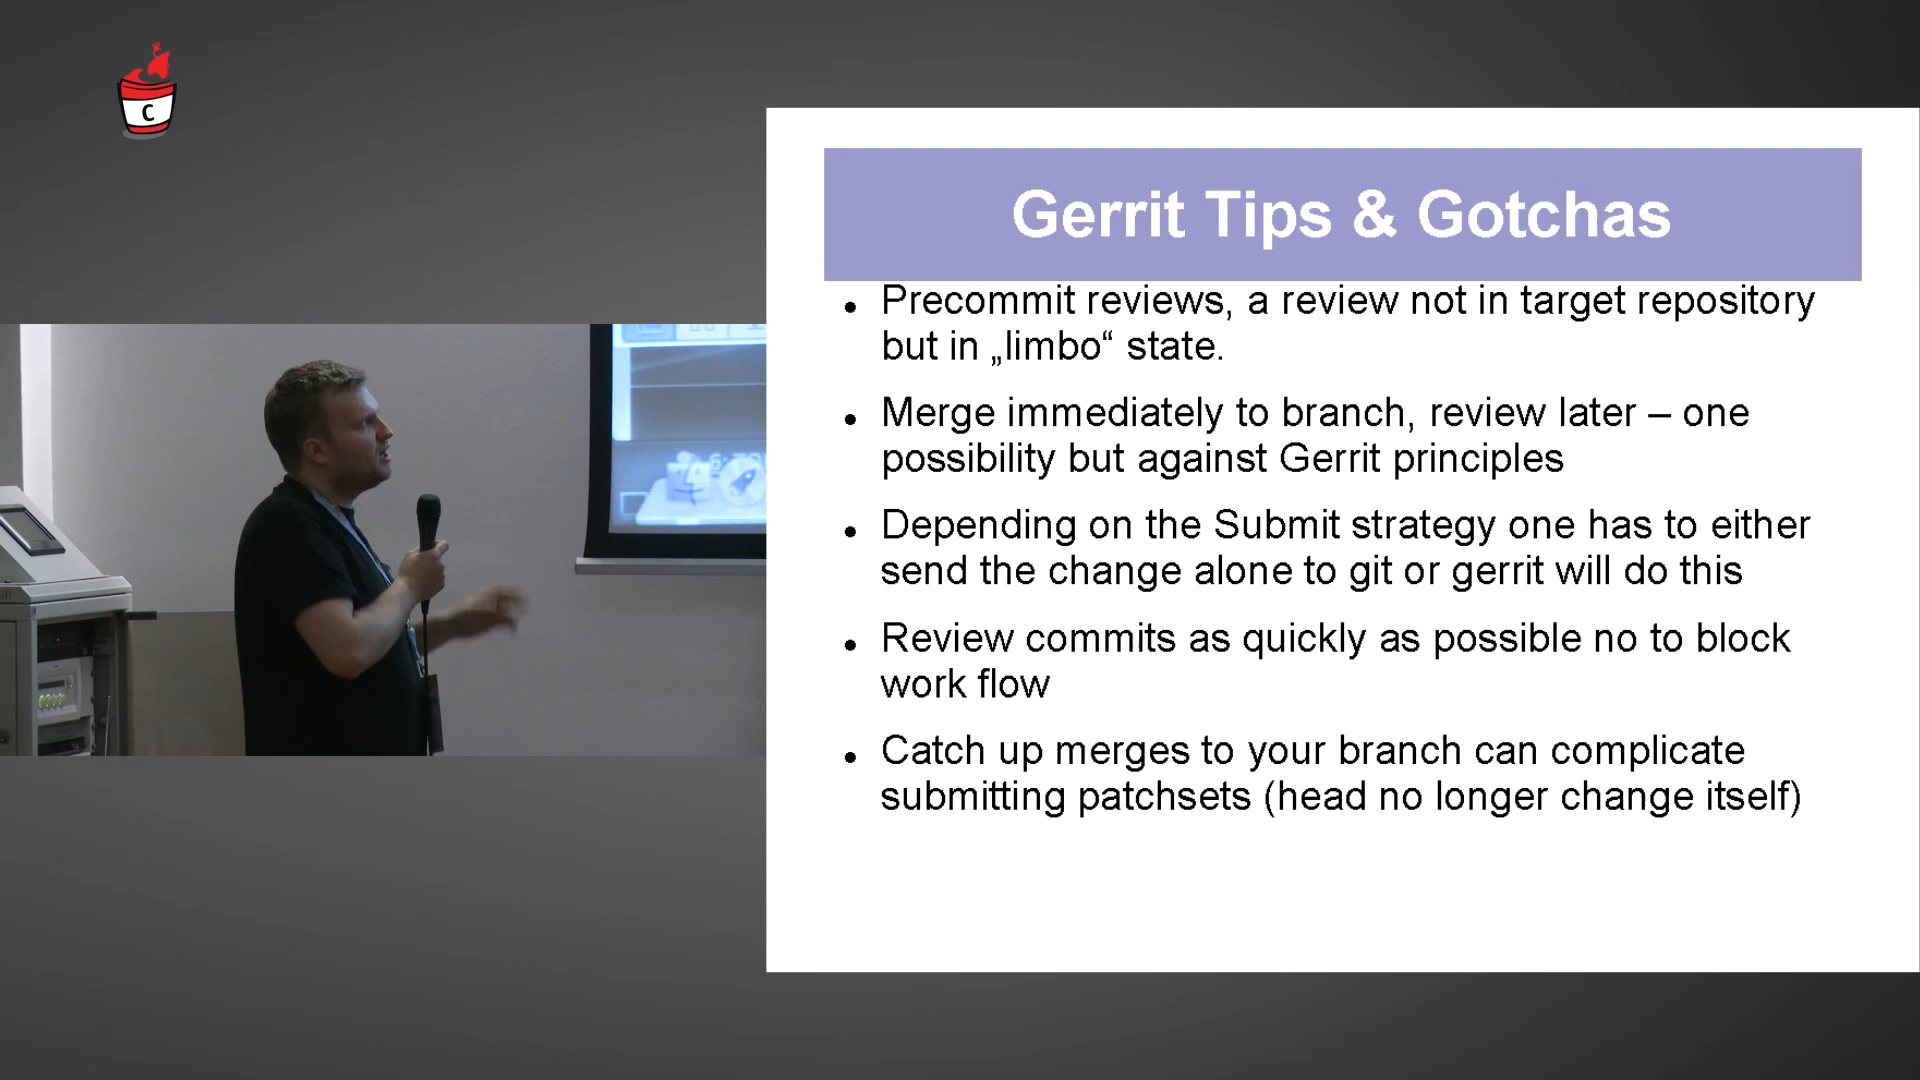 C
Gerrit Tips & Gotchas
Precommit reviews, a review not in target repository
but in „limbo“ state.
Merge immediately to branch, review later – one
possibility but against Gerrit principles
Depending on the Submit strategy one has to either
send the change alone to git or gerrit will do this
Review commits as quickly as possible no to block
work flow
Catch up merges to your branch can complicate
submitting patchsets (head no longer change itself)